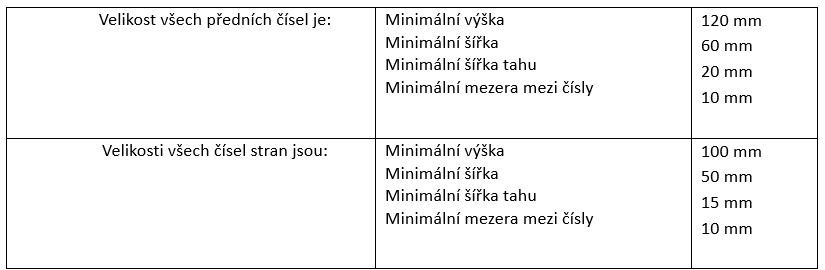 Velikost všech předních čísel je:
Minimální výška
Minimální šířka
Minimální šířka tahu
Minimální mezera mezi čísly
120 mm
60 mm
20 mm
10 mm
Velikosti všech čísel stran jsou:
Minimální výška
Minimální šířka
Minimální šířka tahu
Minimální mezera mezi čísly
100 mm
50 mm
15 mm
10 mm